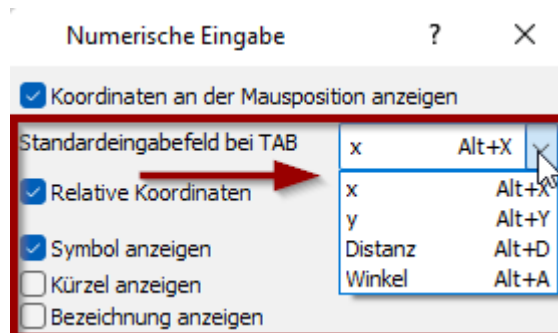 Numerische Eingabe ? ×
Koordinaten an der Mausposition anzeigen
Standardeingabefeld bei TAB x Alt+X
Relative Koordinaten
x Alt+X
y Alt+Y
Distanz Alt+D
Winkel Alt+A
Symbol anzeigen
Kürzel anzeigen
Bezeichnung anzeigen